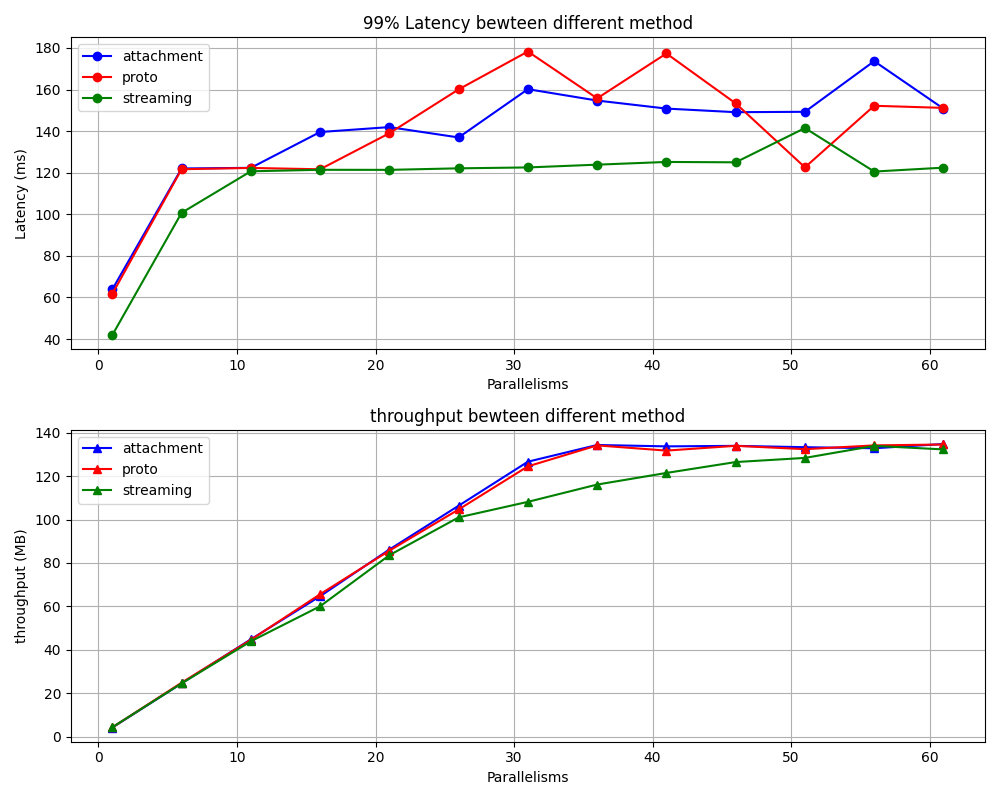 99% Latency bewteen different method
attachment
proto
streaming
180
160
140
120
100
80
60
40
Latency (ms)
0 10 20 30 40 50 60
Parallelisms
throughput bewteen different method
attachment
proto
streaming
140
120
100
80
60
40
20
0
throughput (MB)
0 10 20 30 40 50 60
Parallelisms